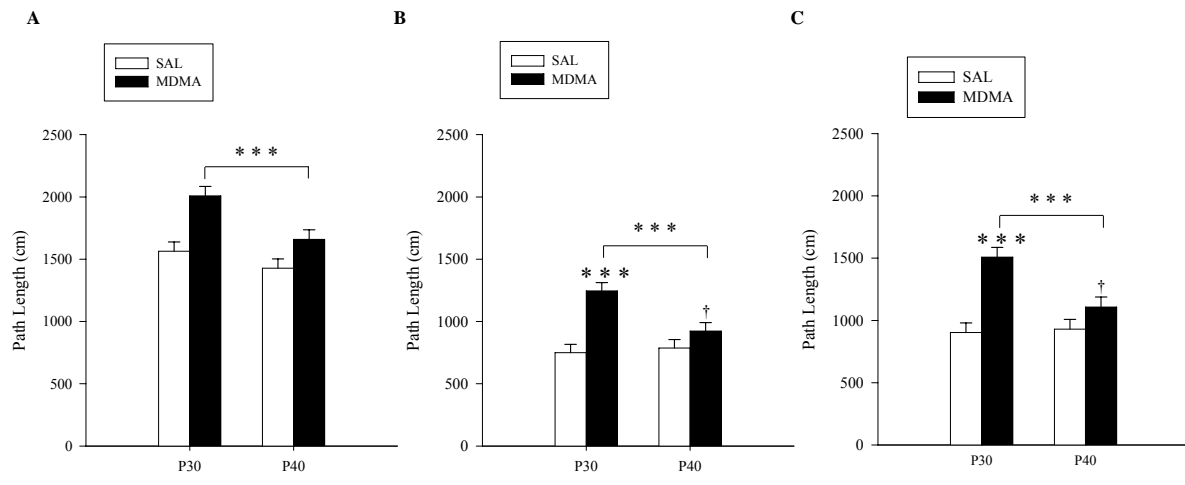 A
SAL
MDMA
Path Length (cm)
2500
2000
1500
1000
500
0
* * *
P30
P40
B
SAL
MDMA
Path Length (cm)
2500
2000
1500
1000
500
0
* * *
* * *
†
P30
P40
C
SAL
MDMA
Path Length (cm)
2500
2000
1500
1000
500
0
* * *
* * *
†
P30
P40